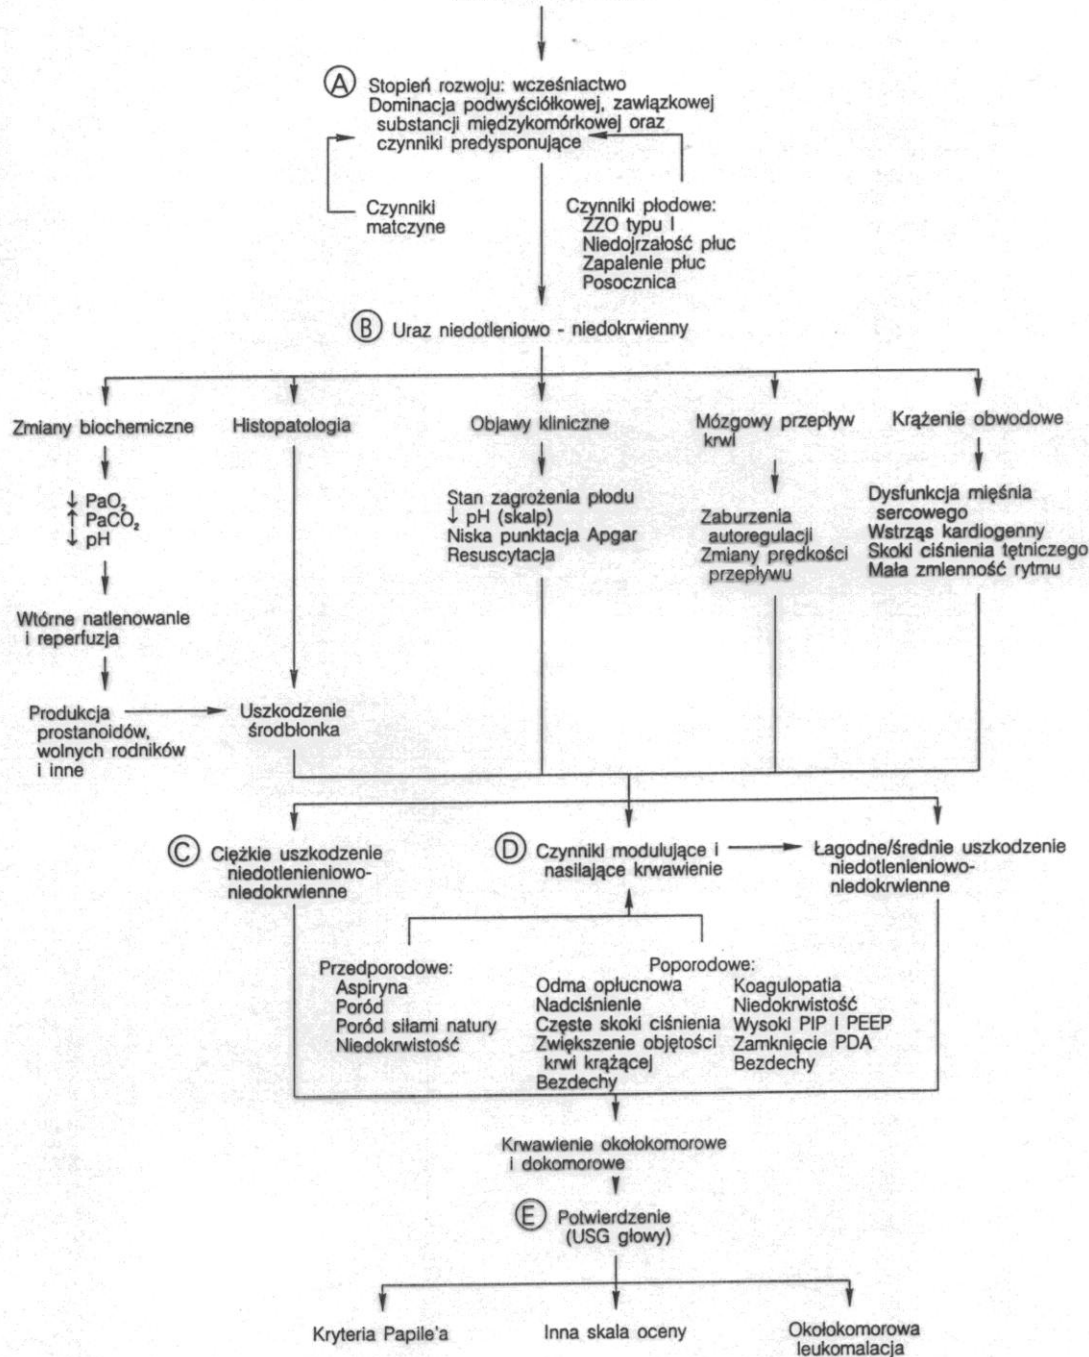 A Stopień rozwoju: wcześniactwo
Dominacja podwyściółkowej, zawiązkowej
substancji międzykomórkowej oraz
czynniki predysponujące
Czynniki
matczyne
Czynniki płodowe:
ZZO typu I
Niedojrzałość płuc
Zapalenie płuc
Posocznica
B Uraz niedotleniowo - niedokrwienny
Zmiany biochemiczne
↓ PaO₂
↑ PaCO₂
↓ pH
Wtórne natlenowanie
i reperfuzja
Produkcja
prostanoidów,
wolnych rodników
i inne
Histopatologia
Uszkodzenie
środbłonka
Objawy kliniczne
Stan zagrożenia płodu
↓ pH (skalp)
Niska punktacja Apgar
Resuscytacja
Mózgowy przepływ
krwi
Zaburzenia
autoregulacji
Zmiany prędkości
przepływu
Krążenie obwodowe
Dysfunkcja mięśnia
sercowego
Wstrząs kardiogenny
Skoki ciśnienia tętniczego
Mała zmienność rytmu
C Ciężkie uszkodzenie
niedotlenieniowo-
niedokrwienne
D Czynniki modulujące i
nasilające krwawienie
Łagodne/średnie uszkodzenie
niedotlenieniowo-
niedokrwienne
Przedporodowe:
Aspiryna
Poród
Poród siłami natury
Niedokrwistość
Poporodowe:
Odma opłucnowa
Nadciśnienie
Częste skoki ciśnienia
Zwiększenie objętości
krwi krążącej
Bezdechy
Koagulopatia
Niedokrwistość
Wysoki PIP I PEEP
Zamknięcie PDA
Bezdechy
Krwawienie okołokomorowe
i dokomorowe
E Potwierdzenie
(USG głowy)
Kryteria Papile'a
Inna skala oceny
Okołokomorowa
leukomalacja